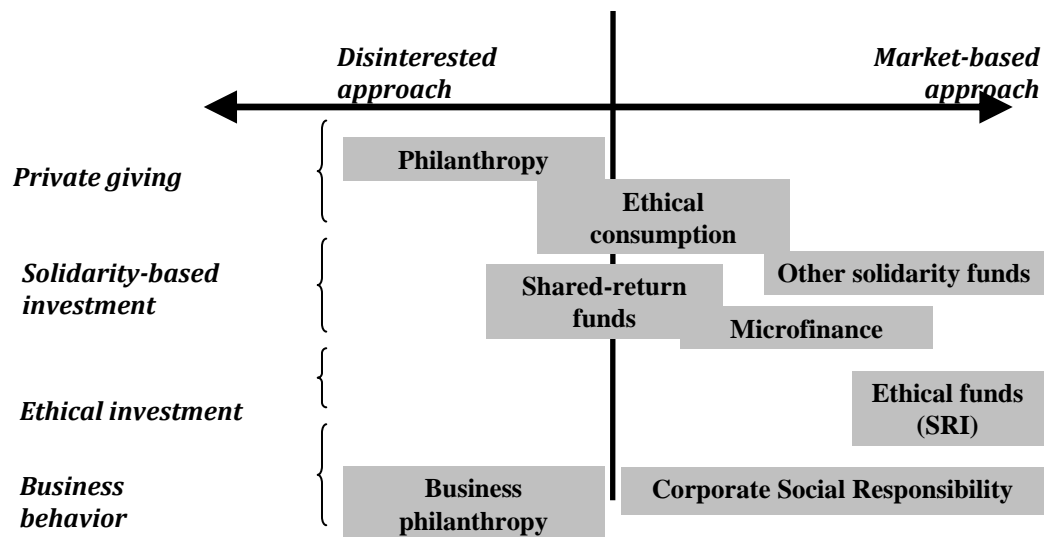 Disinterested
approach
Market-based
approach
Private giving
Philanthropy
Ethical
consumption
Solidarity-based
investment
Other solidarity funds
Shared-return
funds
Microfinance
Ethical investment
Ethical funds
(SRI)
Business
behavior
Business
philanthropy
Corporate Social Responsibility